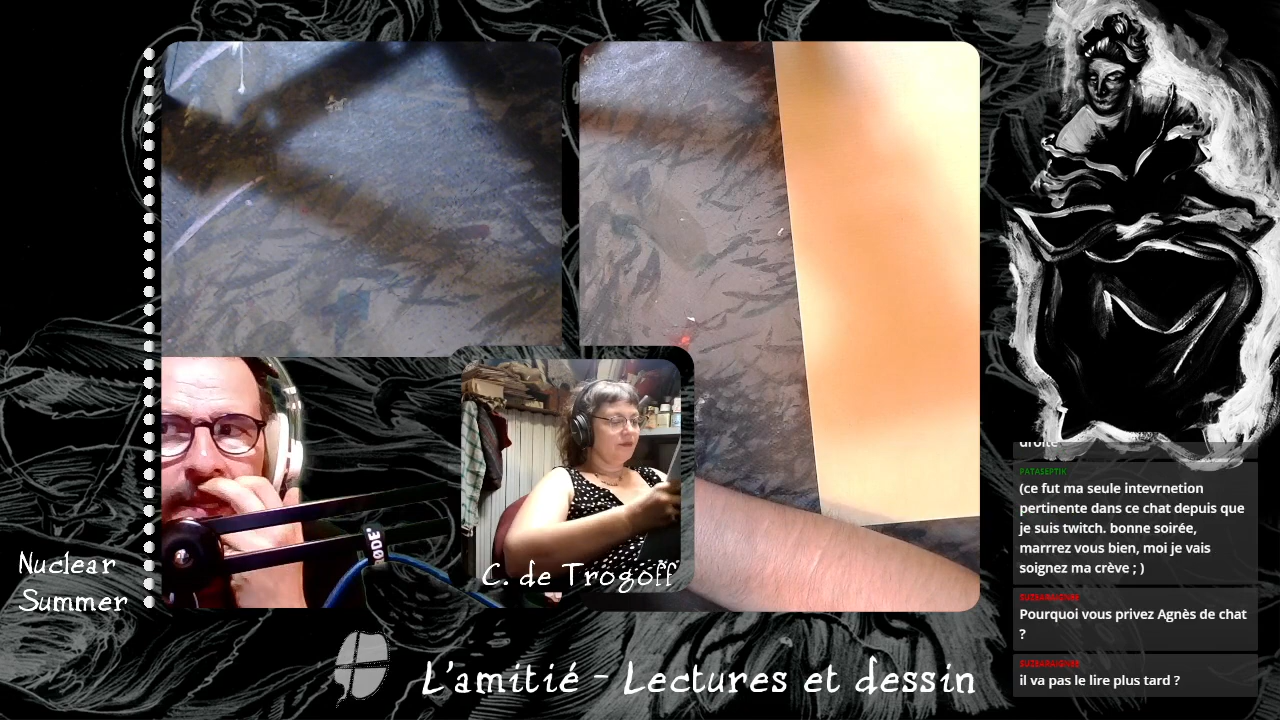 droite
PATASEPTIK
(ce fut ma seule intevrnetion
pertinente dans ce chat depuis que
je suis twitch. bonne soirée,
marrrez vous bien, moi je vais
soignez ma crève ; )
SUZEARAIGNEE
Pourquoi vous privez Agnès de chat
?
SUZEARAIGNEE
il va pas le lire plus tard ?
RØDE
C. de Trogoff
Nuclear
Summer
L'amitié - Lectures et dessin